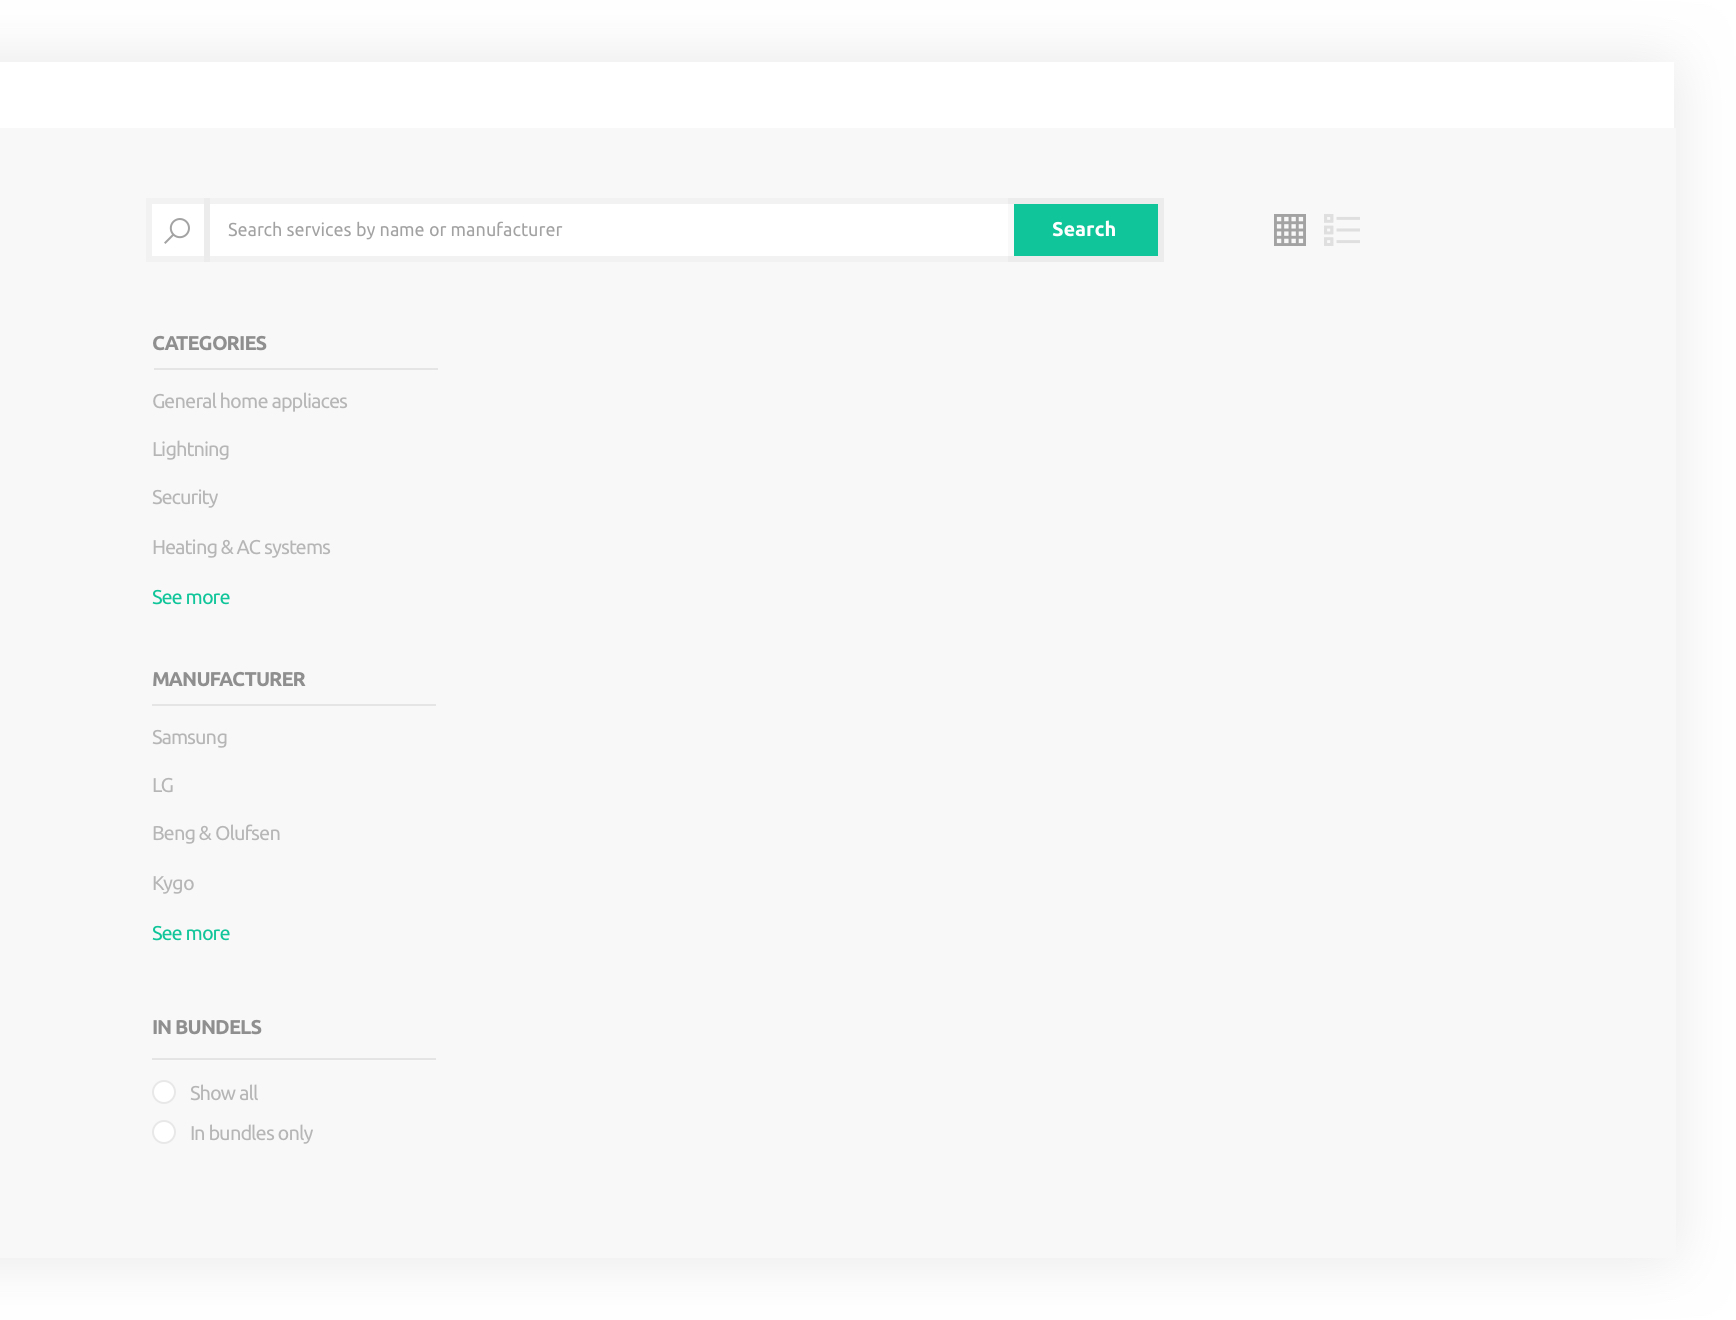 Search services by name or manufacturer
Search
CATEGORIES
General home appliaces
Lightning
Security
Heating & AC systems
See more
MANUFACTURER
Samsung
LG
Beng & Olufsen
Kygo
See more
IN BUNDELS
Show all
In bundles only